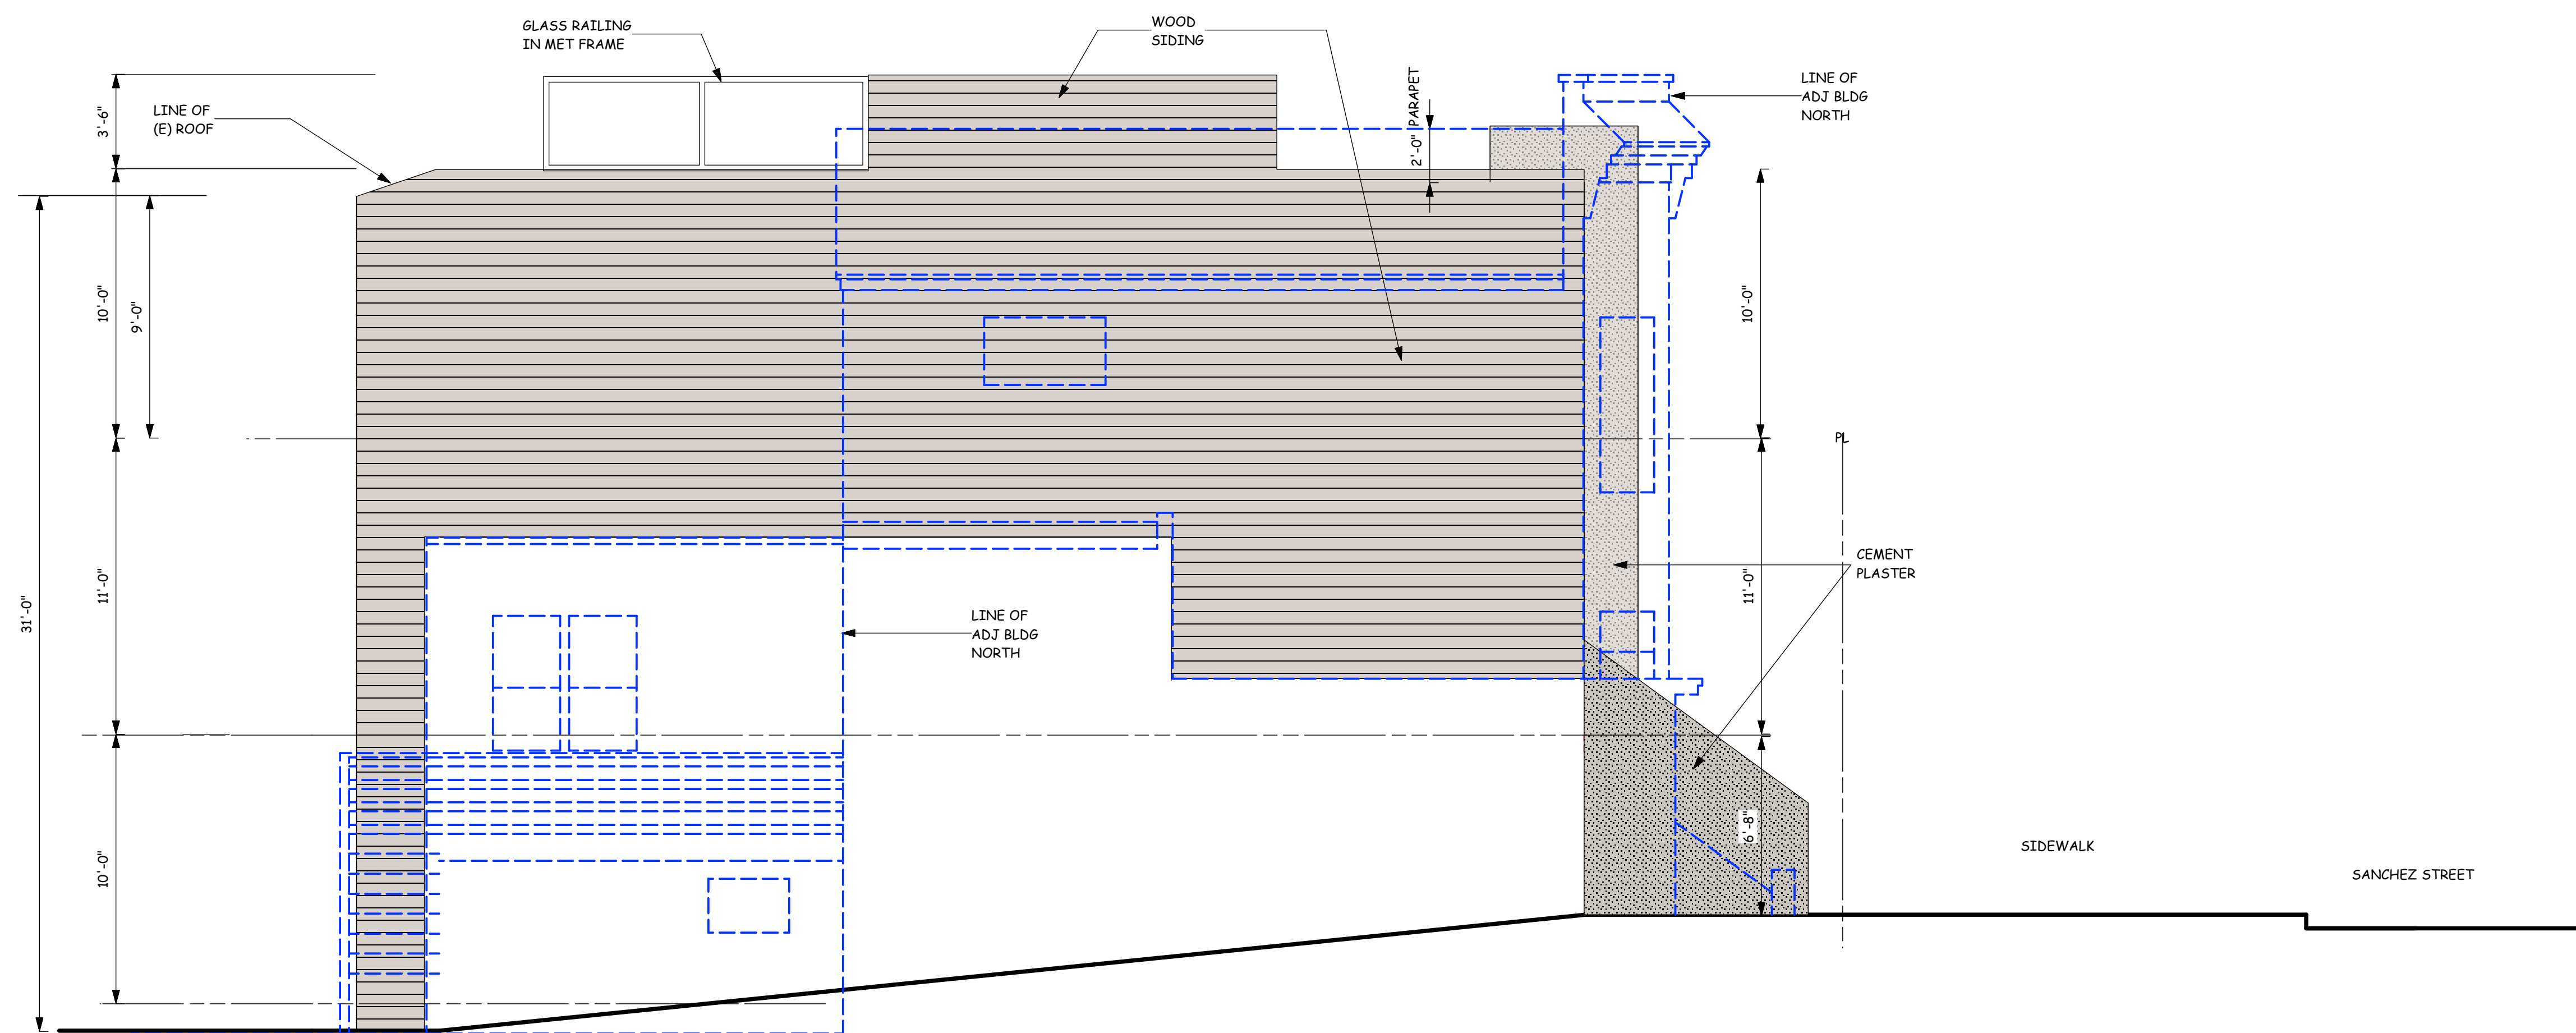 GLASS RAILING
IN MET FRAME
WOOD
SIDING
LINE OF
ADJ BLDG
NORTH
LINE OF
(E) ROOF
3'-6"
2'-0" PARAPET
10'-0"
9'-0"
10'-0"
PL
CEMENT
PLASTER
11'-0"
11'-0"
31'-0"
LINE OF
ADJ BLDG
NORTH
6'-8"
10'-0"
SIDEWALK
SANCHEZ STREET